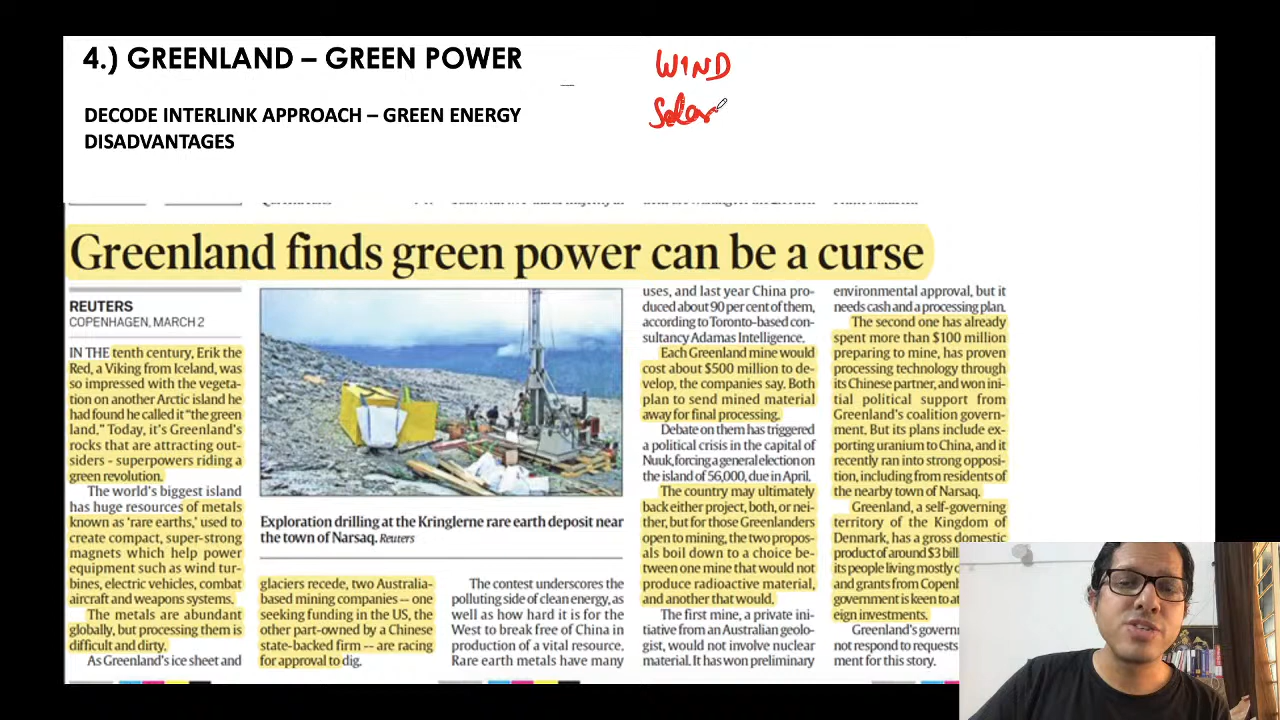 4.) GREENLAND – GREEN POWER
DECODE INTERLINK APPROACH – GREEN ENERGY
DISADVANTAGES
WIND
Solar
Greenland finds green power can be a curse
REUTERS
COPENHAGEN, MARCH 2
IN THE tenth century, Erik the
Red, a Viking from Iceland, was
so impressed with the vegeta-
tion on another Arctic island he
had found he called it “the green
land.” Today, it's Greenland's
rocks that are attracting out-
siders - superpowers riding a
green revolution.
The world's biggest island
has huge resources of metals
known as ‘rare earths,’ used to
create compact, super-strong
magnets which help power
equipment such as wind tur-
bines, electric vehicles, combat
aircraft and weapons systems.
The metals are abundant
globally, but processing them is
difficult and dirty.
As Greenland's ice sheet and
Exploration drilling at the Kringlerne rare earth deposit near
the town of Narsaq. Reuters
glaciers recede, two Australia-
based mining companies -- one
seeking funding in the US, the
other part-owned by a Chinese
state-backed firm -- are racing
for approval to dig.
The contest underscores the
polluting side of clean energy, as
well as how hard it is for the
West to break free of China in
production of a vital resource.
Rare earth metals have many
uses, and last year China pro-
duced about 90 per cent of them,
according to Toronto-based con-
sultancy Adamas Intelligence.
Each Greenland mine would
cost about $500 million to de-
velop, the companies say. Both
plan to send mined material
away for final processing.
Debate on them has triggered
a political crisis in the capital of
Nuuk, forcing a general election on
the island of 56,000, due in April.
The country may ultimately
back either project, both, or nei-
ther, but for those Greenlanders
open to mining, the two propos-
als boil down to a choice be-
tween one mine that would not
produce radioactive material,
and another that would.
The first mine, a private ini-
tiative from an Australian geolo-
gist, would not involve nuclear
material. It has won preliminary
environmental approval, but it
needs cash and a processing plan.
The second one has already
spent more than $100 million
preparing to mine, has proven
processing technology through
its Chinese partner, and won ini-
tial political support from
Greenland's coalition govern-
ment. But its plans include ex-
porting uranium to China, and it
recently ran into strong opposi-
tion, including from residents of
the nearby town of Narsaq.
Greenland, a self-governing
territory of the Kingdom of
Denmark, has a gross domestic
product of around $3
its people living mostly
and grants from
government is keen to
eign investments.
Greenland's
not respond to requests
ment for this story.